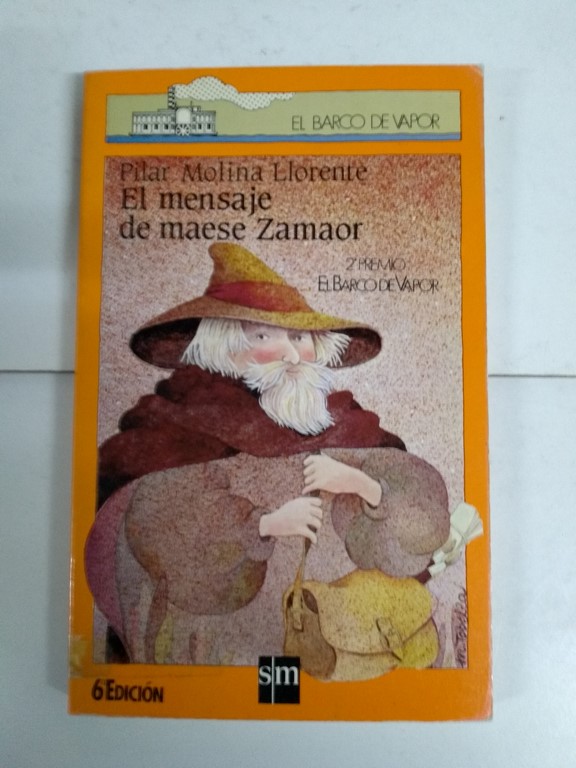 EL BARCO DE VAPOR
Pilar Molina Llorente
El mensaje
de maese Zamaor
2º PREMIO
EL BARCO DE VAPOR
6ª EDICIÓN
sm